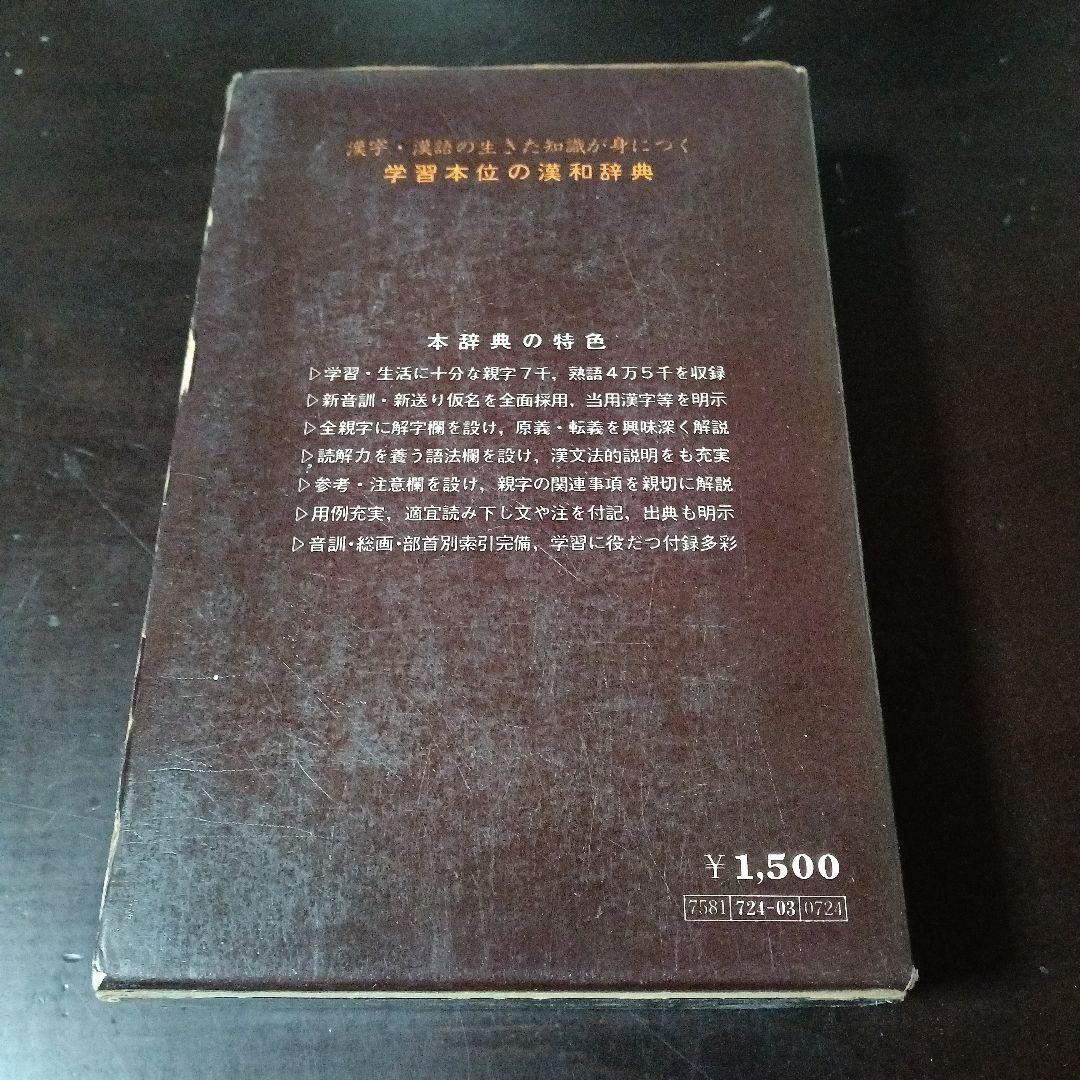 漢字・漢語の生きた知識が身につく
学習本位の漢和辞典
本辞典の特色
▷学習・生活に十分な親字7千，熟語4万5千を収録
▷新音訓・新送り仮名を全面採用，当用漢字等を明示
▷全親字に解字欄を設け，原義・転義を興味深く解説
▷読解力を養う語法欄を設け，漢文法的説明をも充実
▷参考・注意欄を設け，親字の関連事項を親切に解説
▷用例充実，適宜読み下し文や注を付記，出典も明示
▷音訓・総画・部首別索引完備，学習に役だつ付録多彩
￥1,500
7581 724-03 0724